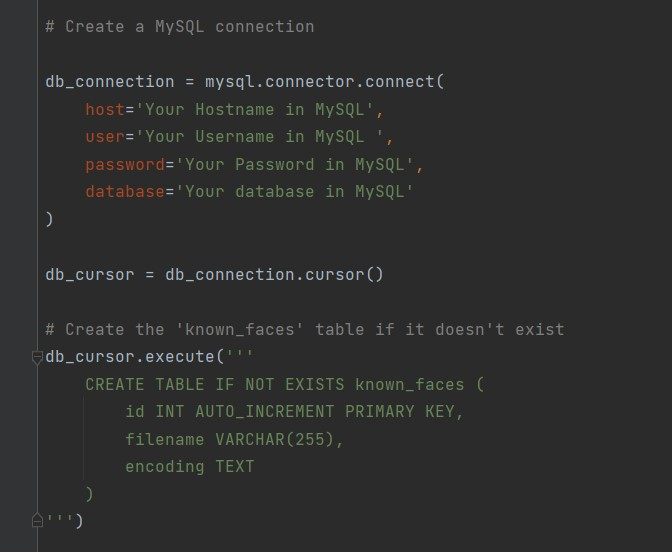 # Create a MySQL connection
db_connection = mysql.connector.connect(
    host='Your Hostname in MySQL',
    user='Your Username in MySQL ',
    password='Your Password in MySQL',
    database='Your database in MySQL'
)
db_cursor = db_connection.cursor()
# Create the 'known_faces' table if it doesn't exist
db_cursor.execute('''
    CREATE TABLE IF NOT EXISTS known_faces (
        id INT AUTO_INCREMENT PRIMARY KEY,
        filename VARCHAR(255),
        encoding TEXT
    )
''')